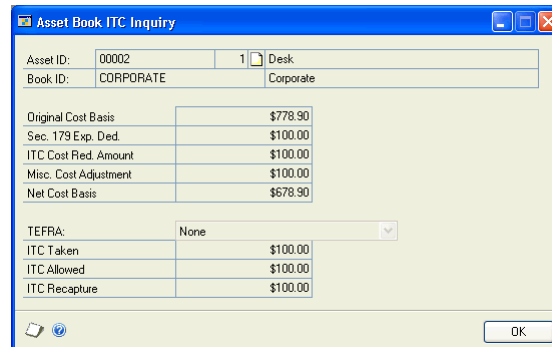 Asset Book ITC Inquiry
Asset ID: 00002 1 Desk
Book ID: CORPORATE Corporate
Original Cost Basis $778.90
Sec. 179 Exp. Ded. $100.00
ITC Cost Red. Amount $100.00
Misc. Cost Adjustment $100.00
Net Cost Basis $678.90
TEFRA: None
ITC Taken $100.00
ITC Allowed $100.00
ITC Recapture $100.00
OK